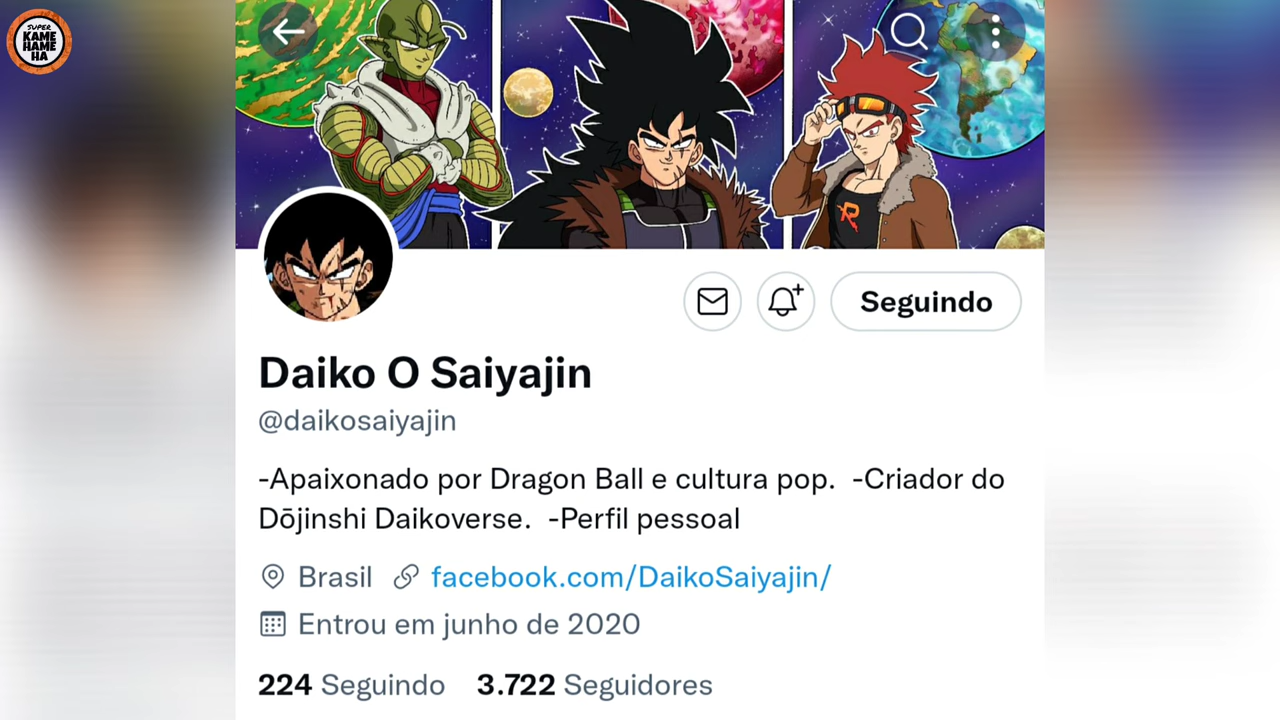 SUPER
KAME
HAME
HA
R
Seguindo
Daiko O Saiyajin
@daikosaiyajin
-Apaixonado por Dragon Ball e cultura pop.  -Criador do
Dōjinshi Daikoverse.  -Perfil pessoal
Brasil facebook.com/DaikoSaiyajin/
Entrou em junho de 2020
224 Seguindo 3.722 Seguidores